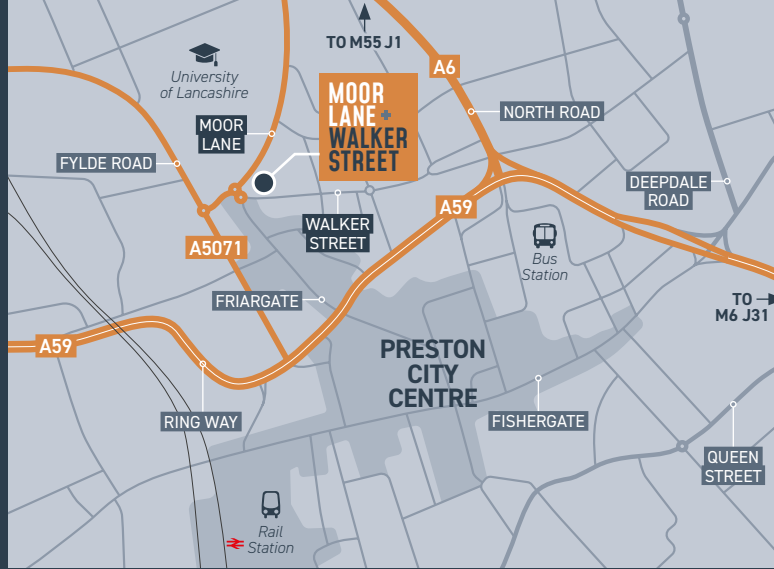 TO M55 J1
A6
University
of Lancashire
MOOR
LANE +
WALKER
STREET
NORTH ROAD
MOOR
LANE
FYLDE ROAD
DEEPDALE
ROAD
A59
WALKER
STREET
A5071
Bus
Station
FRIARGATE
TO
M6 J31
A59
PRESTON
CITY
CENTRE
RING WAY
FISHERGATE
QUEEN
STREET
Rail
Station